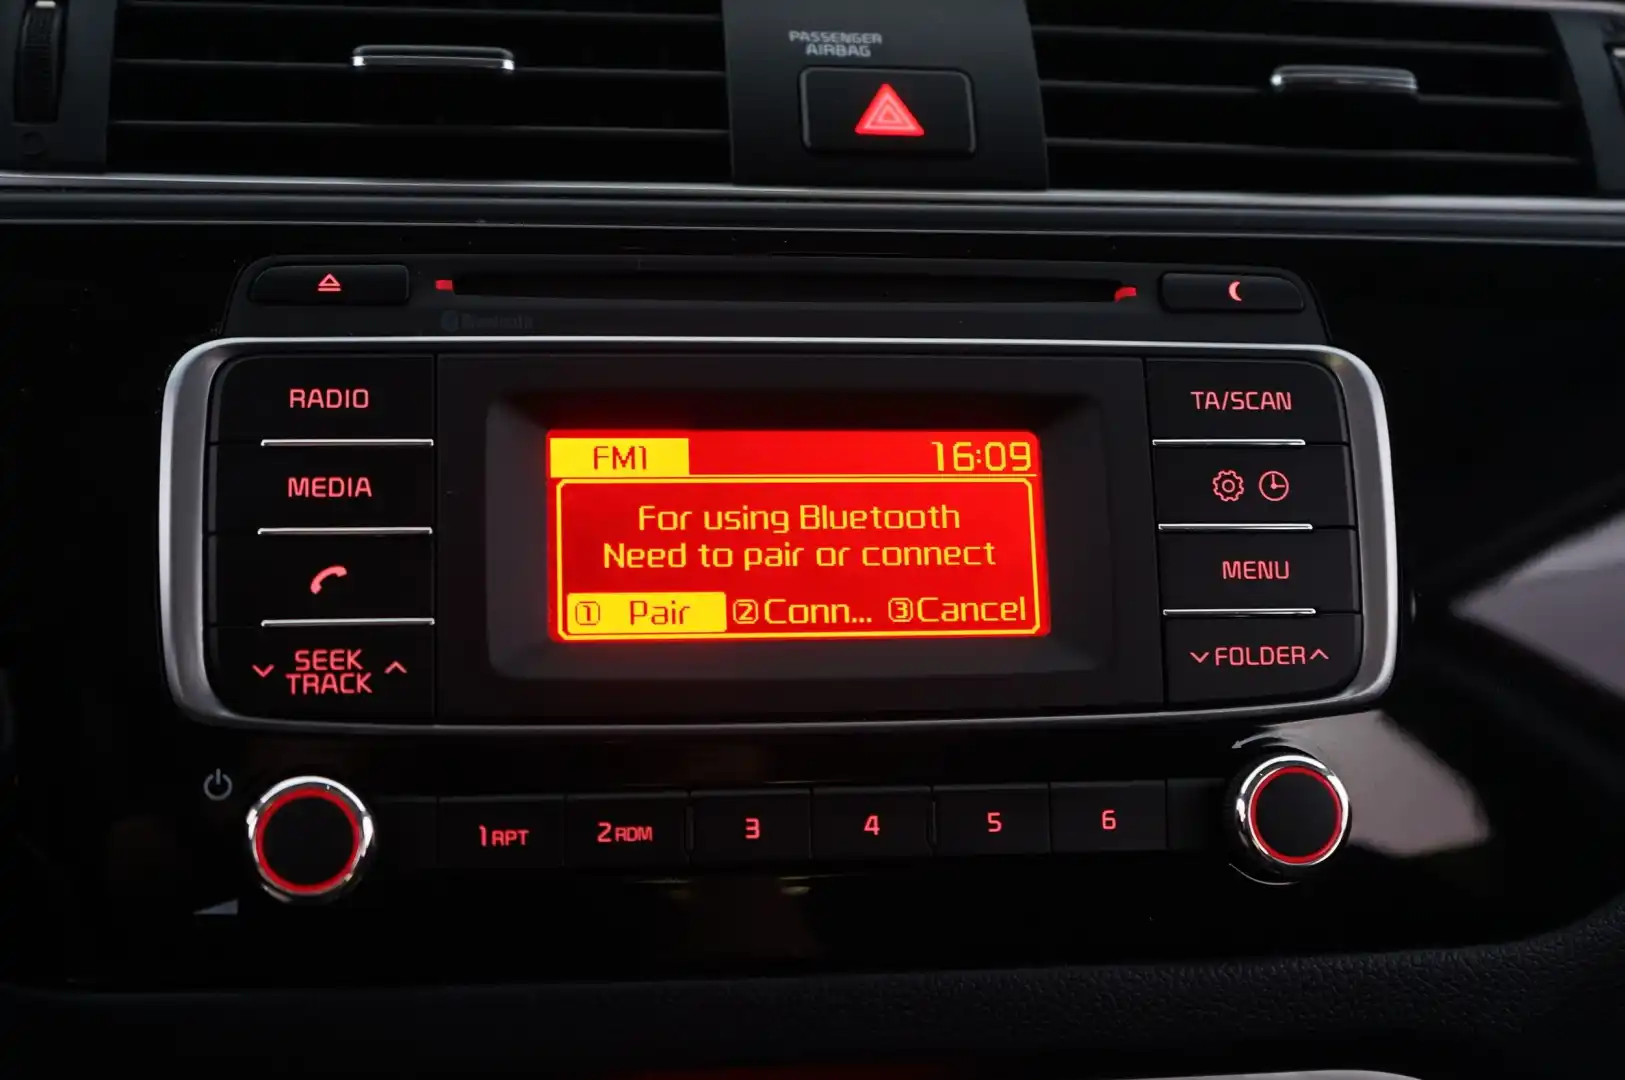 PASSENGER
AIRBAG
Bluetooth
RADIO
MEDIA
SEEK
TRACK
FM1 16:09
For using Bluetooth
Need to pair or connect
① Pair ②Conn... ③Cancel
TA/SCAN
MENU
FOLDER
1 RPT 2 RDM 3 4 5 6